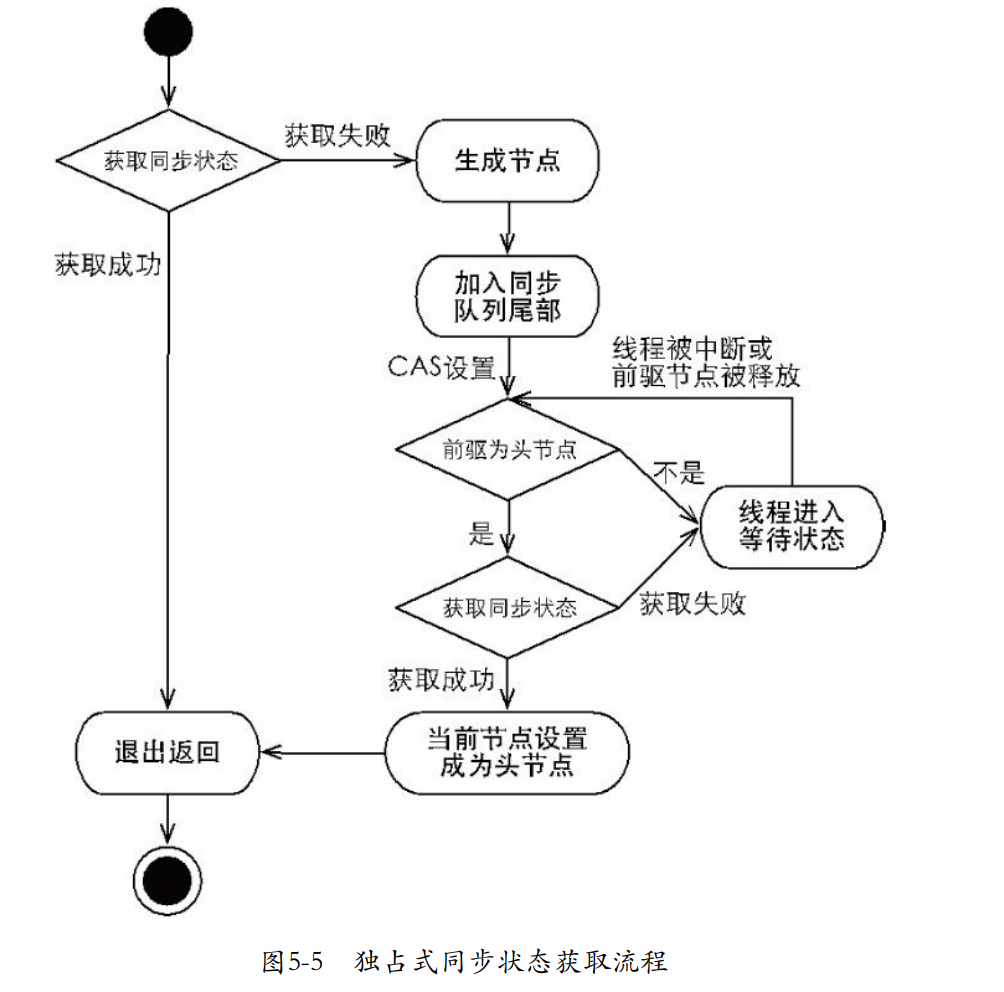 获取同步状态
获取失败
生成节点
获取成功
加入同步
队列尾部
CAS设置
线程被中断或
前驱节点被释放
前驱为头节点
不是
线程进入
等待状态
是
获取同步状态
获取失败
获取成功
当前节点设置
成为头节点
退出返回
图5-5 独占式同步状态获取流程